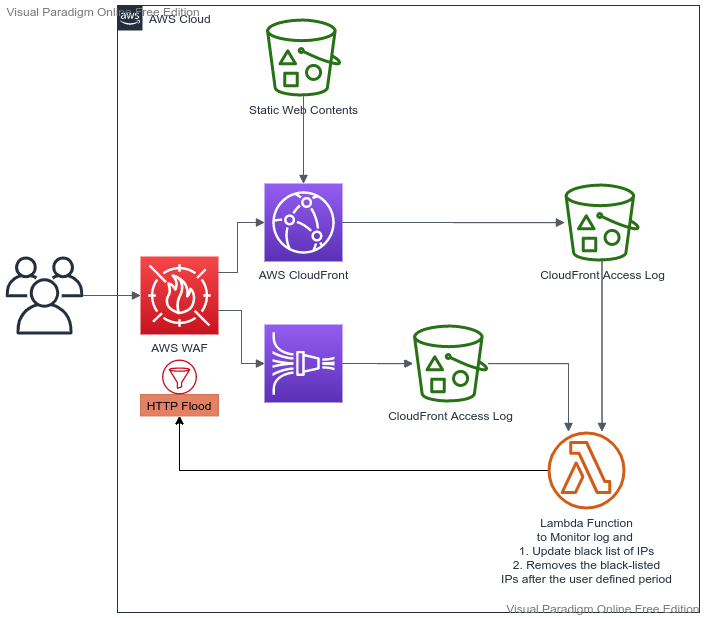 Visual Paradigm Online Free Edition
aws
AWS Cloud
Static Web Contents
AWS CloudFront
CloudFront Access Log
AWS WAF
HTTP Flood
CloudFront Access Log
Lambda Function
to Monitor log and
1. Update black list of IPs
2. Removes the black-listed
IPs after the user defined period
Visual Paradigm Online Free Edition